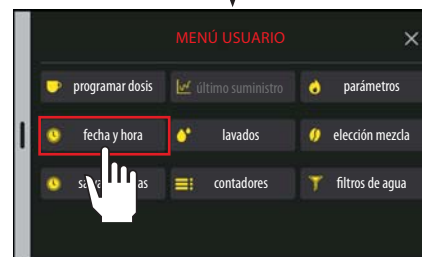 MENÚ USUARIO
programar dosis
último suministro
parámetros
fecha y hora
lavados
elección mezcla
contadores
filtros de agua